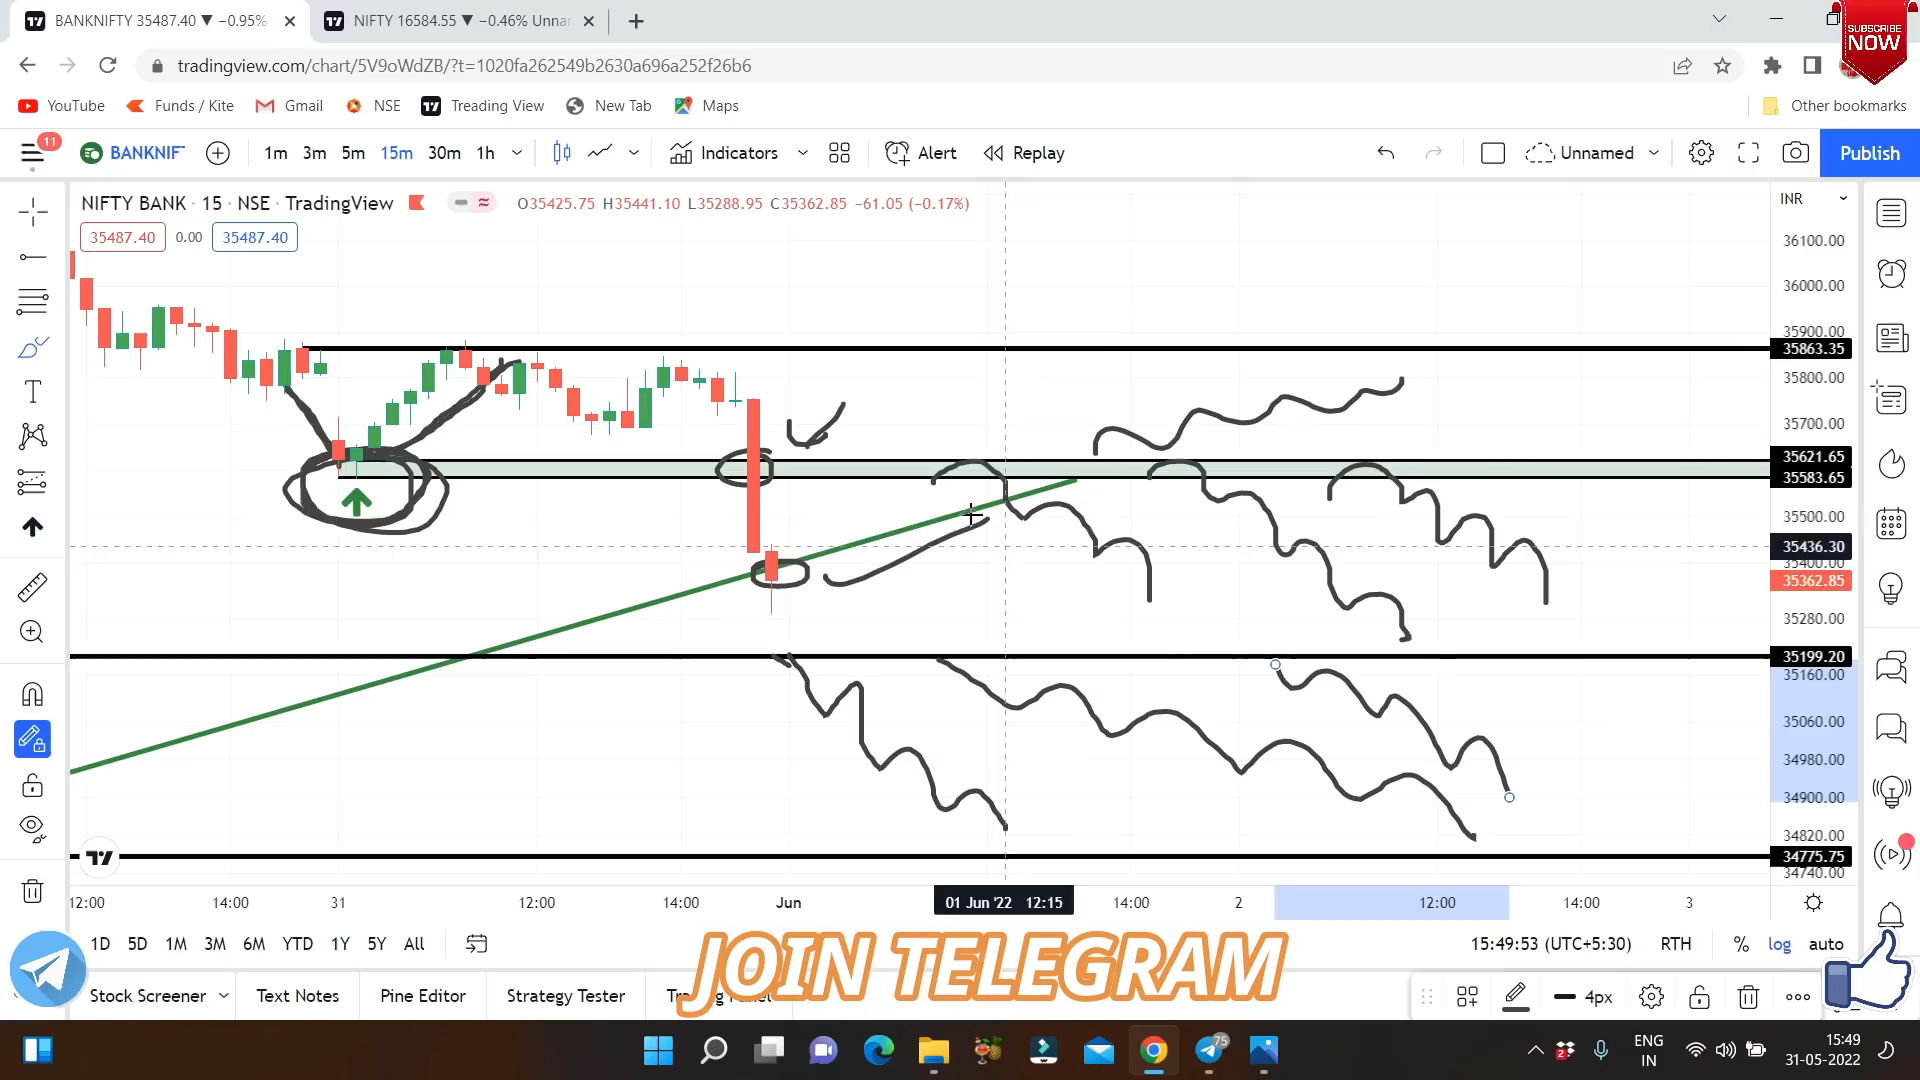 BANKNIFTY 35487.40 ▼ −0.95%
NIFTY 16584.55 ▼ −0.46% Unnar
SUBSCRIBE
NOW
tradingview.com/chart/5V9oWdZB/?t=1020fa262549b2630a696a252f26b6
YouTube Funds / Kite Gmail NSE Treading View New Tab Maps Other bookmarks
11
BANKNIF 1m 3m 5m 15m 30m 1h Indicators Alert Replay Unnamed Publish
NIFTY BANK · 15 · NSE · TradingView O35425.75 H35441.10 L35288.95 C35362.85 −61.05 (−0.17%) INR
35487.40 0.00 35487.40
36100.00
36000.00
35900.00
35863.35
35800.00
35700.00
35621.65
35583.65
35500.00
35436.30
35400.00
35362.85
35280.00
35199.20
35160.00
35060.00
34980.00
34900.00
34820.00
34775.75
34740.00
12:00 14:00 31 12:00 14:00 Jun 01 Jun '22 12:15 14:00 2 12:00 14:00 3
1D 5D 1M 3M 6M YTD 1Y 5Y All 15:49:53 (UTC+5:30) RTH % log auto
JOIN TELEGRAM
Stock Screener Text Notes Pine Editor Strategy Tester 4px
75
2
ENG
IN
15:49
31-05-2022